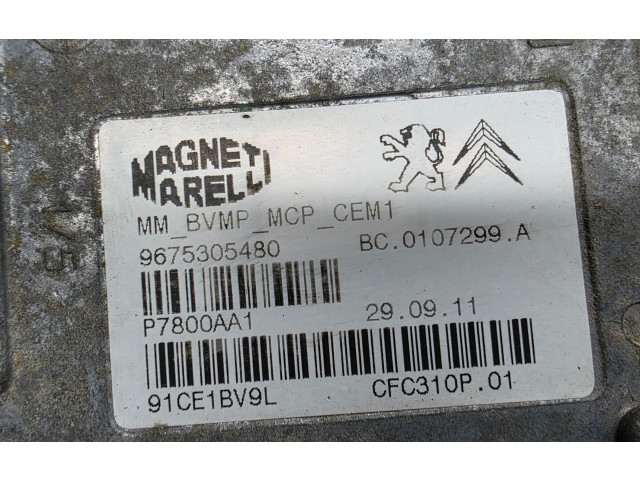 MAGNETI
MARELLI
MM_BVMP_MCP_CEM1
9675305480
BC.0107299.A
P7800AA1
29.09.11
91CE1BV9L
CFC310P.01